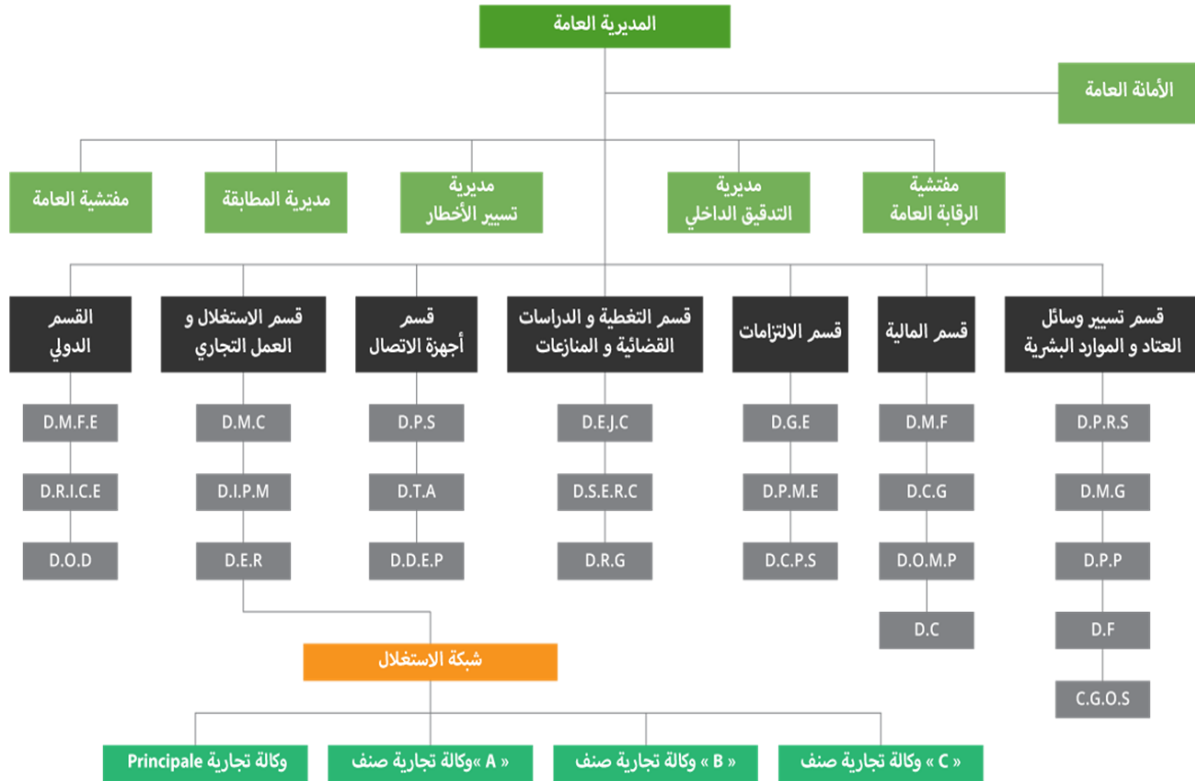 المديرية العامة
الأمانة العامة
مفتشية
الرقابة العامة
مديرية
التدقيق الداخلي
مديرية
تسيير الأخطار
مديرية المطابقة
مفتشية العامة
قسم تسيير وسائل
العتاد و الموارد البشرية
قسم المالية
قسم الالتزامات
قسم التغطية و الدراسات
القضائية و المنازعات
قسم
أجهزة الاتصال
قسم الاستغلال و
العمل التجاري
القسم
الدولي
D.P.R.S
D.M.F
D.G.E
D.E.J.C
D.P.S
D.M.C
D.M.F.E
D.M.G
D.C.G
D.P.M.E
D.S.E.R.C
D.T.A
D.I.P.M
D.R.I.C.E
D.P.P
D.O.M.P
D.C.P.S
D.R.G
D.D.E.P
D.E.R
D.O.D
D.F
D.C
C.G.O.S
شبكة الاستغلال
وكالة تجارية صنف « C »
وكالة تجارية صنف « B »
وكالة تجارية صنف« A »
وكالة تجارية Principale